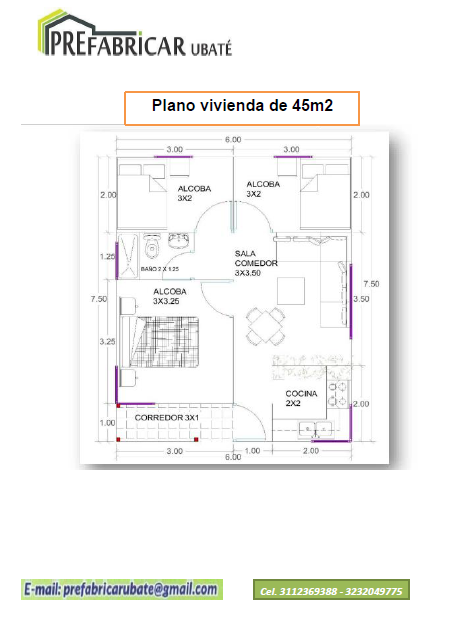 PREFABRICAR UBATÉ
Plano vivienda de 45m2
6.00
3.00 3.00
2.00 ALCOBA 3X2 ALCOBA 3X2 2.00
SALA COMEDOR 3X3.50
1.25 BAÑO 2 X 1.25
7.50 ALCOBA 3X3.25 3.50 7.50
3.25
COCINA 2X2
2.00
1.00 CORREDOR 3X1
3.00 1.00 2.00
6.00
E-mail: prefabricarubate@gmail.com Cel. 3112369388 - 3232049775